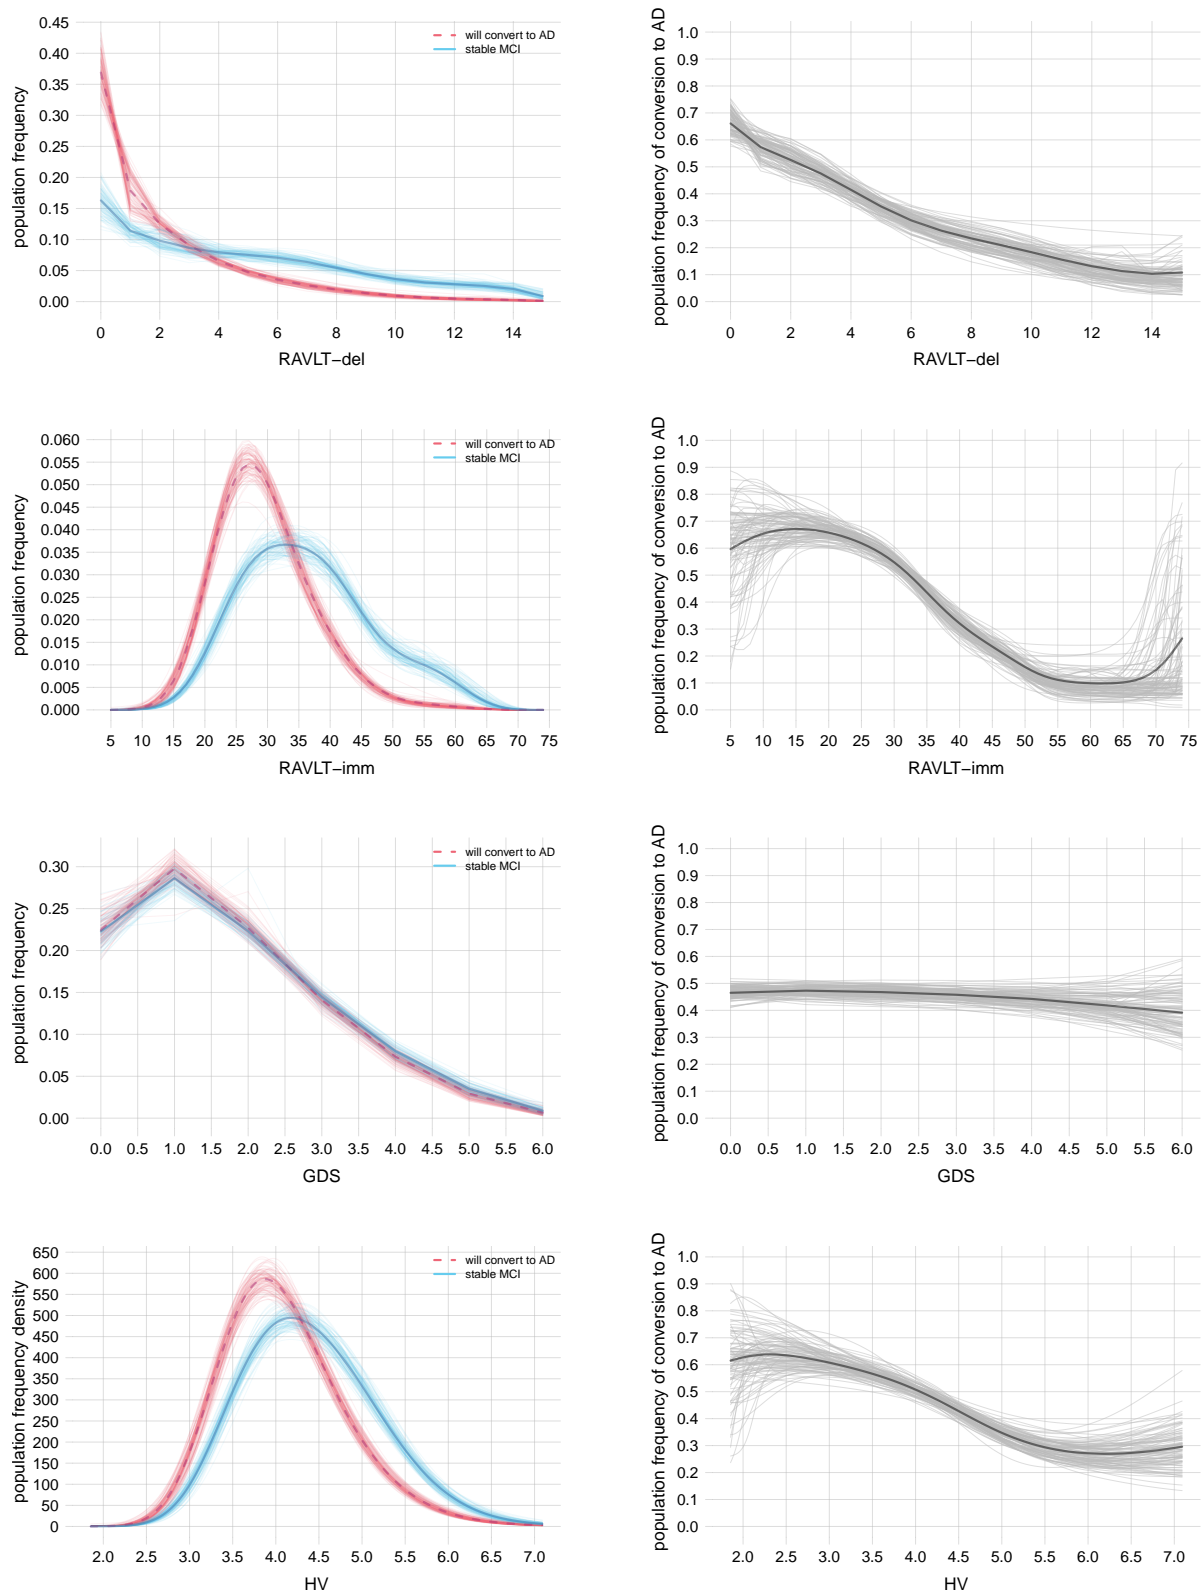 population frequency
0.45
0.40
0.35
0.30
0.25
0.20
0.15
0.10
0.05
0.00
0 2 4 6 8 10 12 14
RAVLT−del
will convert to AD
stable MCI
population frequency of conversion to AD
1.0
0.9
0.8
0.7
0.6
0.5
0.4
0.3
0.2
0.1
0.0
0 2 4 6 8 10 12 14
RAVLT−del
population frequency
0.060
0.055
0.050
0.045
0.040
0.035
0.030
0.025
0.020
0.015
0.010
0.005
0.000
5 10 15 20 25 30 35 40 45 50 55 60 65 70 75
RAVLT−imm
will convert to AD
stable MCI
population frequency of conversion to AD
1.0
0.9
0.8
0.7
0.6
0.5
0.4
0.3
0.2
0.1
0.0
5 10 15 20 25 30 35 40 45 50 55 60 65 70 75
RAVLT−imm
population frequency
0.30
0.25
0.20
0.15
0.10
0.05
0.00
0.0 0.5 1.0 1.5 2.0 2.5 3.0 3.5 4.0 4.5 5.0 5.5 6.0
GDS
will convert to AD
stable MCI
population frequency of conversion to AD
1.0
0.9
0.8
0.7
0.6
0.5
0.4
0.3
0.2
0.1
0.0
0.0 0.5 1.0 1.5 2.0 2.5 3.0 3.5 4.0 4.5 5.0 5.5 6.0
GDS
population frequency density
650
600
550
500
450
400
350
300
250
200
150
100
50
0
2.0 2.5 3.0 3.5 4.0 4.5 5.0 5.5 6.0 6.5 7.0
HV
will convert to AD
stable MCI
population frequency of conversion to AD
1.0
0.9
0.8
0.7
0.6
0.5
0.4
0.3
0.2
0.1
0.0
2.0 2.5 3.0 3.5 4.0 4.5 5.0 5.5 6.0 6.5 7.0
HV